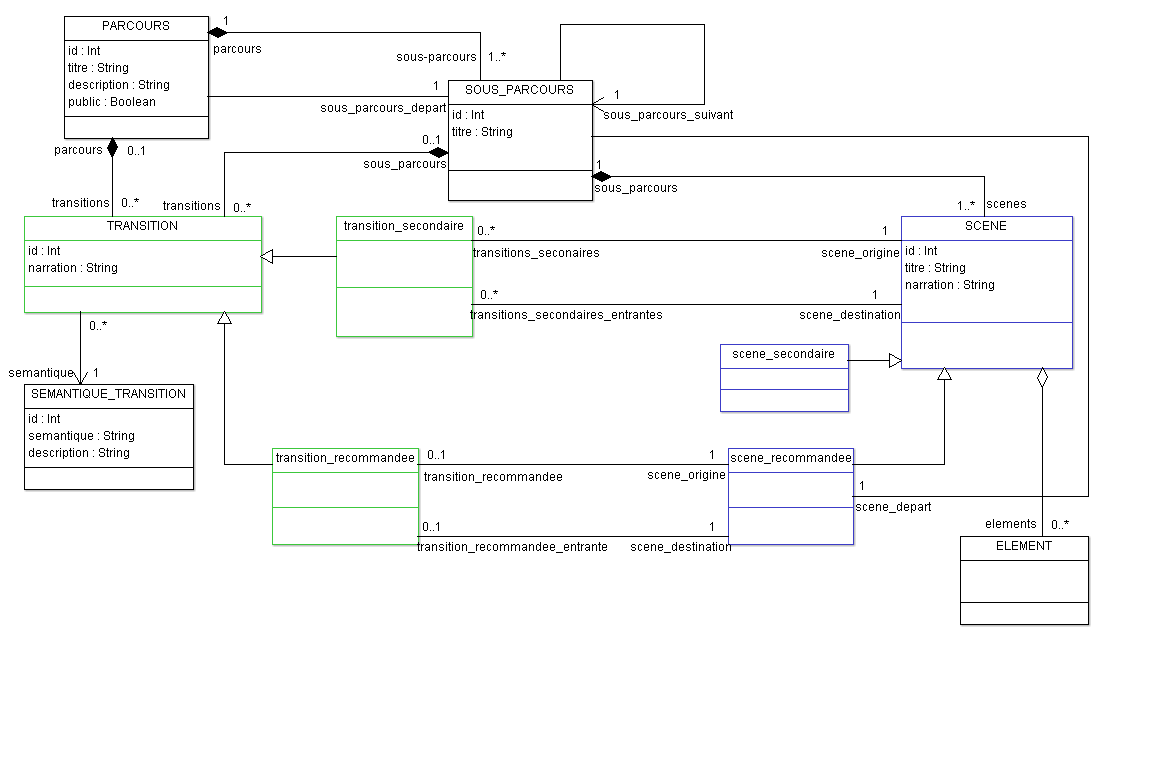 PARCOURS
id : Int
titre : String
description : String
public : Boolean
1
parcours
sous-parcours
1..*
1
sous_parcours_depart
SOUS_PARCOURS
id : Int
titre : String
1
sous_parcours_suivant
parcours
0..1
0..1
sous_parcours
1
sous_parcours
transitions
0..*
transitions
0..*
1..*
scenes
TRANSITION
id : Int
narration : String
transition_secondaire
0..*
transitions_seconaires
1
scene_origine
0..*
transitions_secondaires_entrantes
1
scene_destination
SCENE
id : Int
titre : String
narration : String
0..*
semantique
1
SEMANTIQUE_TRANSITION
id : Int
semantique : String
description : String
scene_secondaire
transition_recommandee
0..1
transition_recommandee
1
scene_origine
scene_recommandee
1
scene_depart
0..1
transition_recommandee_entrante
1
scene_destination
elements
0..*
ELEMENT